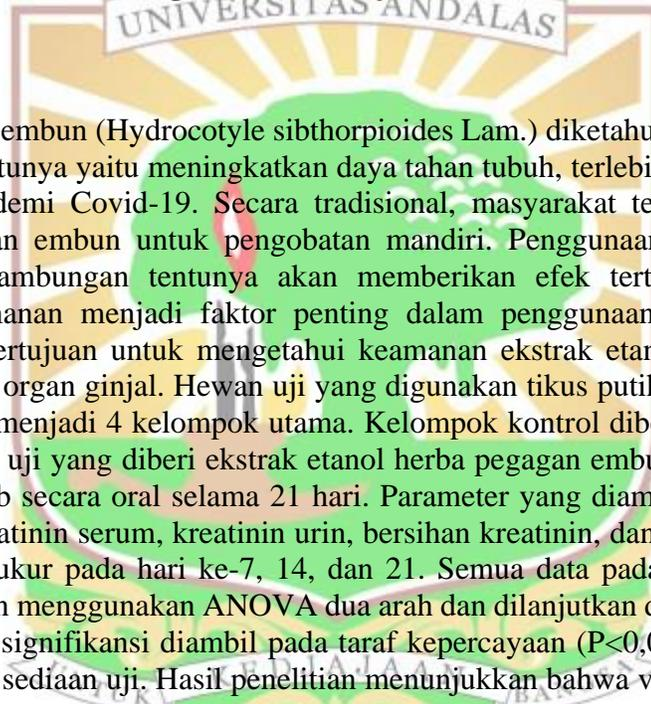 UNIVERSITAS ANDALAS
embun (Hydrocotyle sibthorpioides Lam.) diketahu
tunya yaitu meningkatkan daya tahan tubuh, terlebi
demi Covid-19. Secara tradisional, masyarakat te
an embun untuk pengobatan mandiri. Penggunaan
ambungan tentunya akan memberikan efek tert
nanan menjadi faktor penting dalam penggunaan
ertujuan untuk mengetahui keamanan ekstrak etan
organ ginjal. Hewan uji yang digunakan tikus putih
menjadi 4 kelompok utama. Kelompok kontrol dibe
uji yang diberi ekstrak etanol herba pegagan embu
b secara oral selama 21 hari. Parameter yang diam
atinin serum, kreatinin urin, bersihan kreatinin, dan
ukur pada hari ke-7, 14, dan 21. Semua data pada
n menggunakan ANOVA dua arah dan dilanjutkan d
signifikansi diambil pada taraf kepercayaan (P<0,0
sediaan uji. Hasil penelitian menunjukkan bahwa v
UNTUK KEDJAJAAN BANGSA